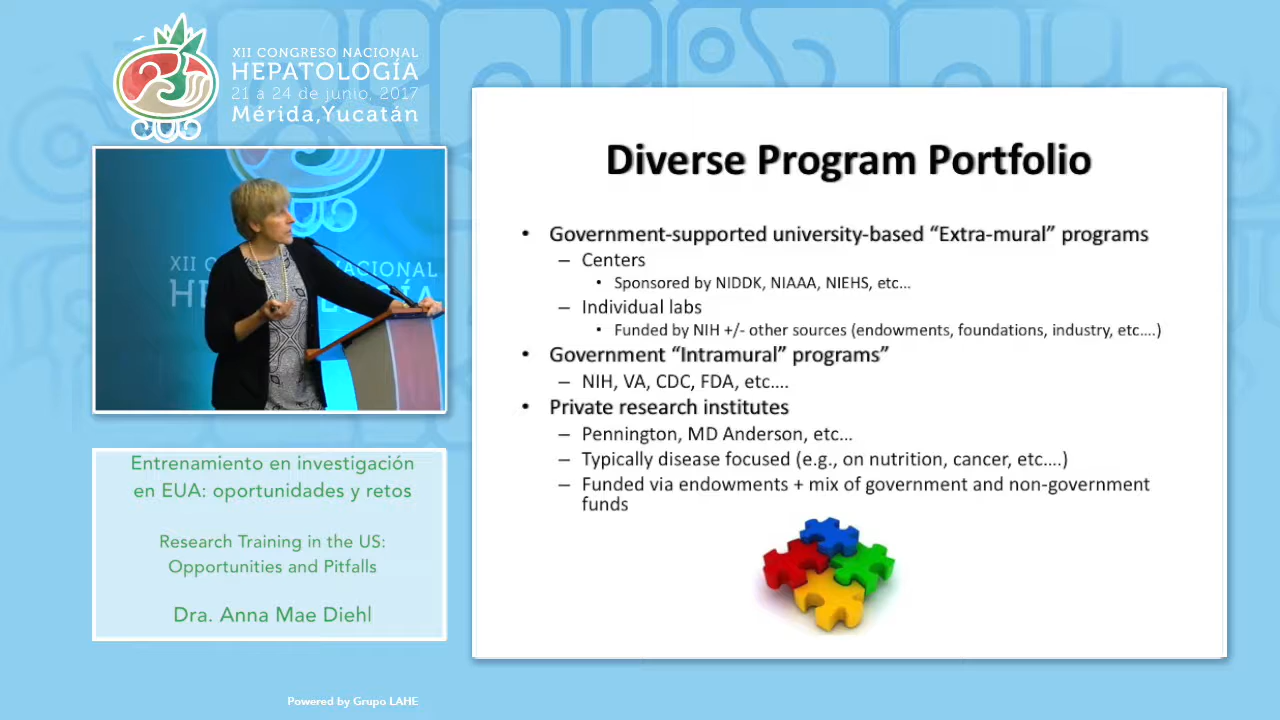 XII CONGRESO NACIONAL
HEPATOLOGÍA
21 a 24 de junio, 2017
Mérida,Yucatán
Entrenamiento en investigación
en EUA: oportunidades y retos
Research Training in the US:
Opportunities and Pitfalls
Dra. Anna Mae Diehl
Powered by Grupo LAHE
Diverse Program Portfolio
• Government-supported university-based “Extra-mural” programs
– Centers
• Sponsored by NIDDK, NIAAA, NIEHS, etc...
– Individual labs
• Funded by NIH +/- other sources (endowments, foundations, industry, etc....)
• Government “Intramural” programs”
– NIH, VA, CDC, FDA, etc....
• Private research institutes
– Pennington, MD Anderson, etc...
– Typically disease focused (e.g., on nutrition, cancer, etc....)
– Funded via endowments + mix of government and non-government
funds